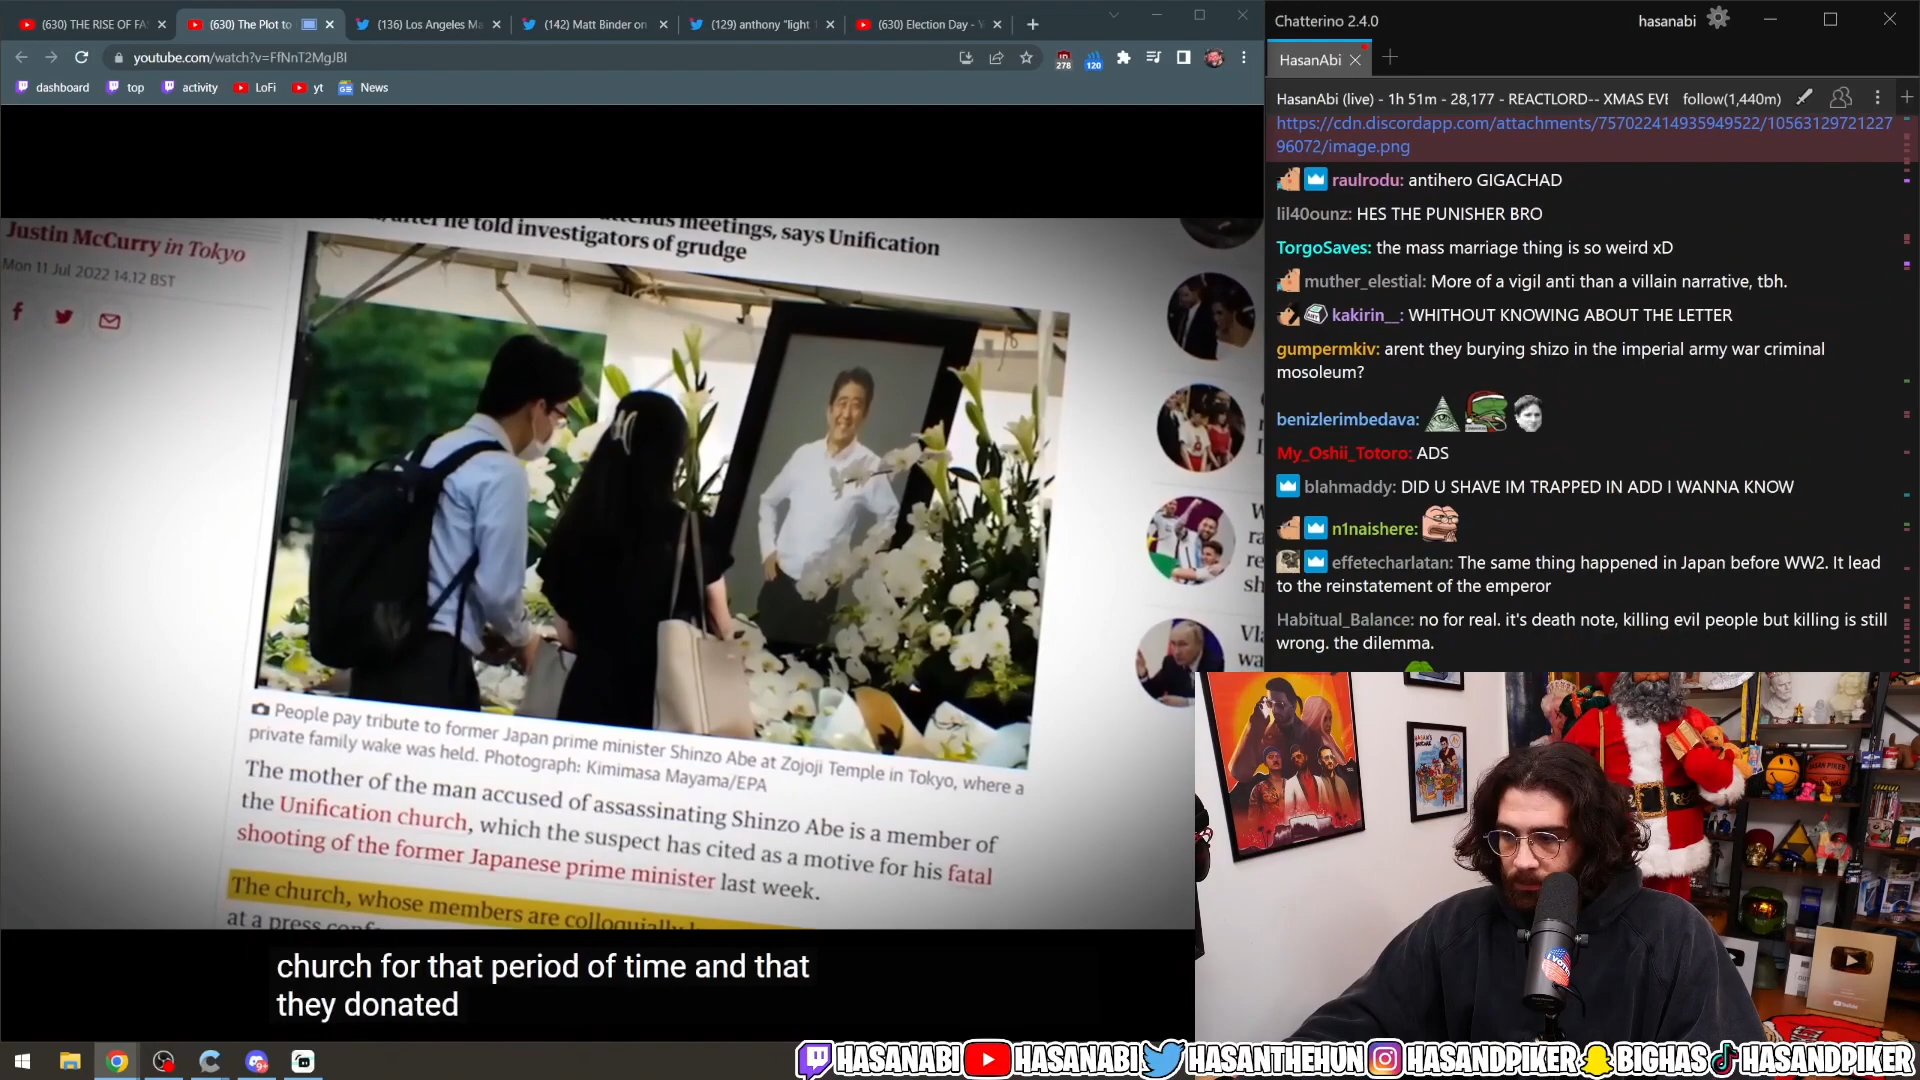 (630) THE RISE OF FA
(630) The Plot to
(136) Los Angeles Ma
(142) Matt Binder on
(129) anthony "light
(630) Election Day - Y
youtube.com/watch?v=FfNnT2MgJBI
278
120
dashboard
top
activity
LoFi
yt
News
attends meetings, says Unification
after he told investigators of grudge
Justin McCurry in Tokyo
Mon 11 Jul 2022 14.12 BST
People pay tribute to former Japan prime minister Shinzo Abe at Zojoji Temple in Tokyo, where a
private family wake was held. Photograph: Kimimasa Mayama/EPA
The mother of the man accused of assassinating Shinzo Abe is a member of
the Unification church, which the suspect has cited as a motive for his fatal
shooting of the former Japanese prime minister last week.
The church, whose members are colloquially
at a press
church for that period of time and that
they donated
Chatterino 2.4.0
hasanabi
HasanAbi
HasanAbi (live) - 1h 51m - 28,177 - REACTLORD-- XMAS EVE
follow(1,440m)
https://cdn.discordapp.com/attachments/757022414935949522/10563129721227
96072/image.png
raulrodu: antihero GIGACHAD
lil40ounz: HES THE PUNISHER BRO
TorgoSaves: the mass marriage thing is so weird xD
muther_elestial: More of a vigil anti than a villain narrative, tbh.
kakirin__: WHITHOUT KNOWING ABOUT THE LETTER
gumpermkiv: arent they burying shizo in the imperial army war criminal
mosoleum?
benizlerimbedava:
My_Oshii_Totoro: ADS
blahmaddy: DID U SHAVE IM TRAPPED IN ADD I WANNA KNOW
n1naishere:
effetecharlatan: The same thing happened in Japan before WW2. It lead
to the reinstatement of the emperor
Habitual_Balance: no for real. it's death note, killing evil people but killing is still
wrong. the dilemma.
HASANABI
HASANABI
HASANTHEHUN
HASANDPIKER
BIGHAS
HASANDPIKER